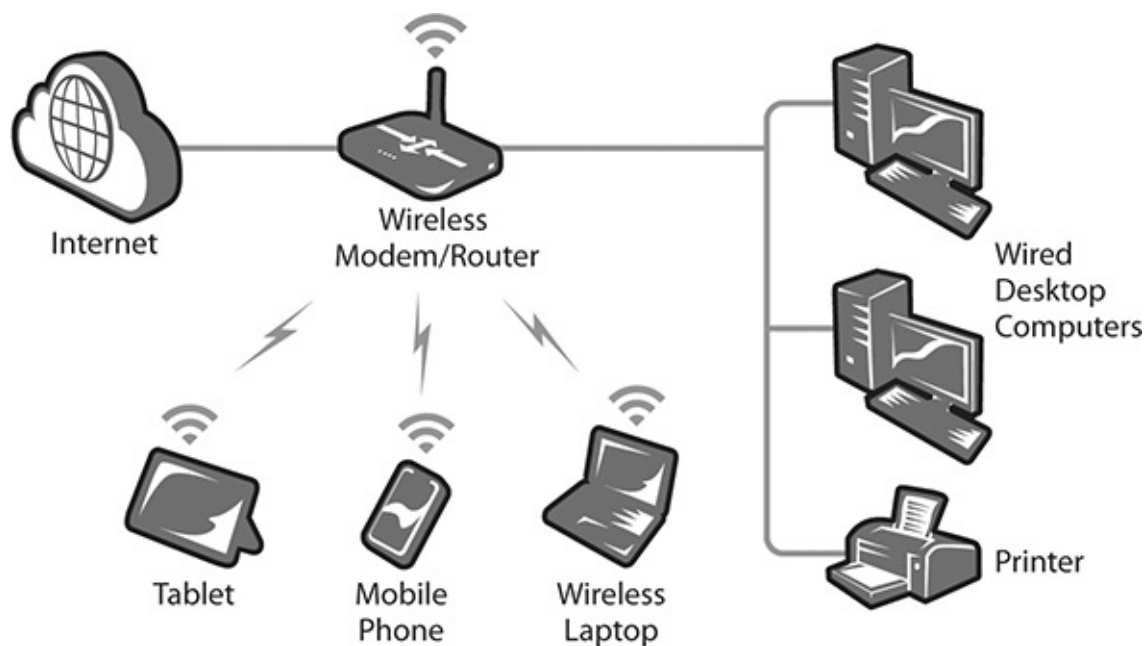 Internet
Wireless
Modem/Router
Wired
Desktop
Computers
Tablet
Mobile
Phone
Wireless
Laptop
Printer